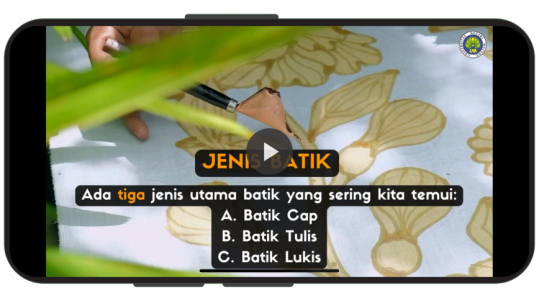 JENIS BATIK
Ada tiga jenis utama batik yang sering kita temui:
A. Batik Cap
B. Batik Tulis
C. Batik Lukis